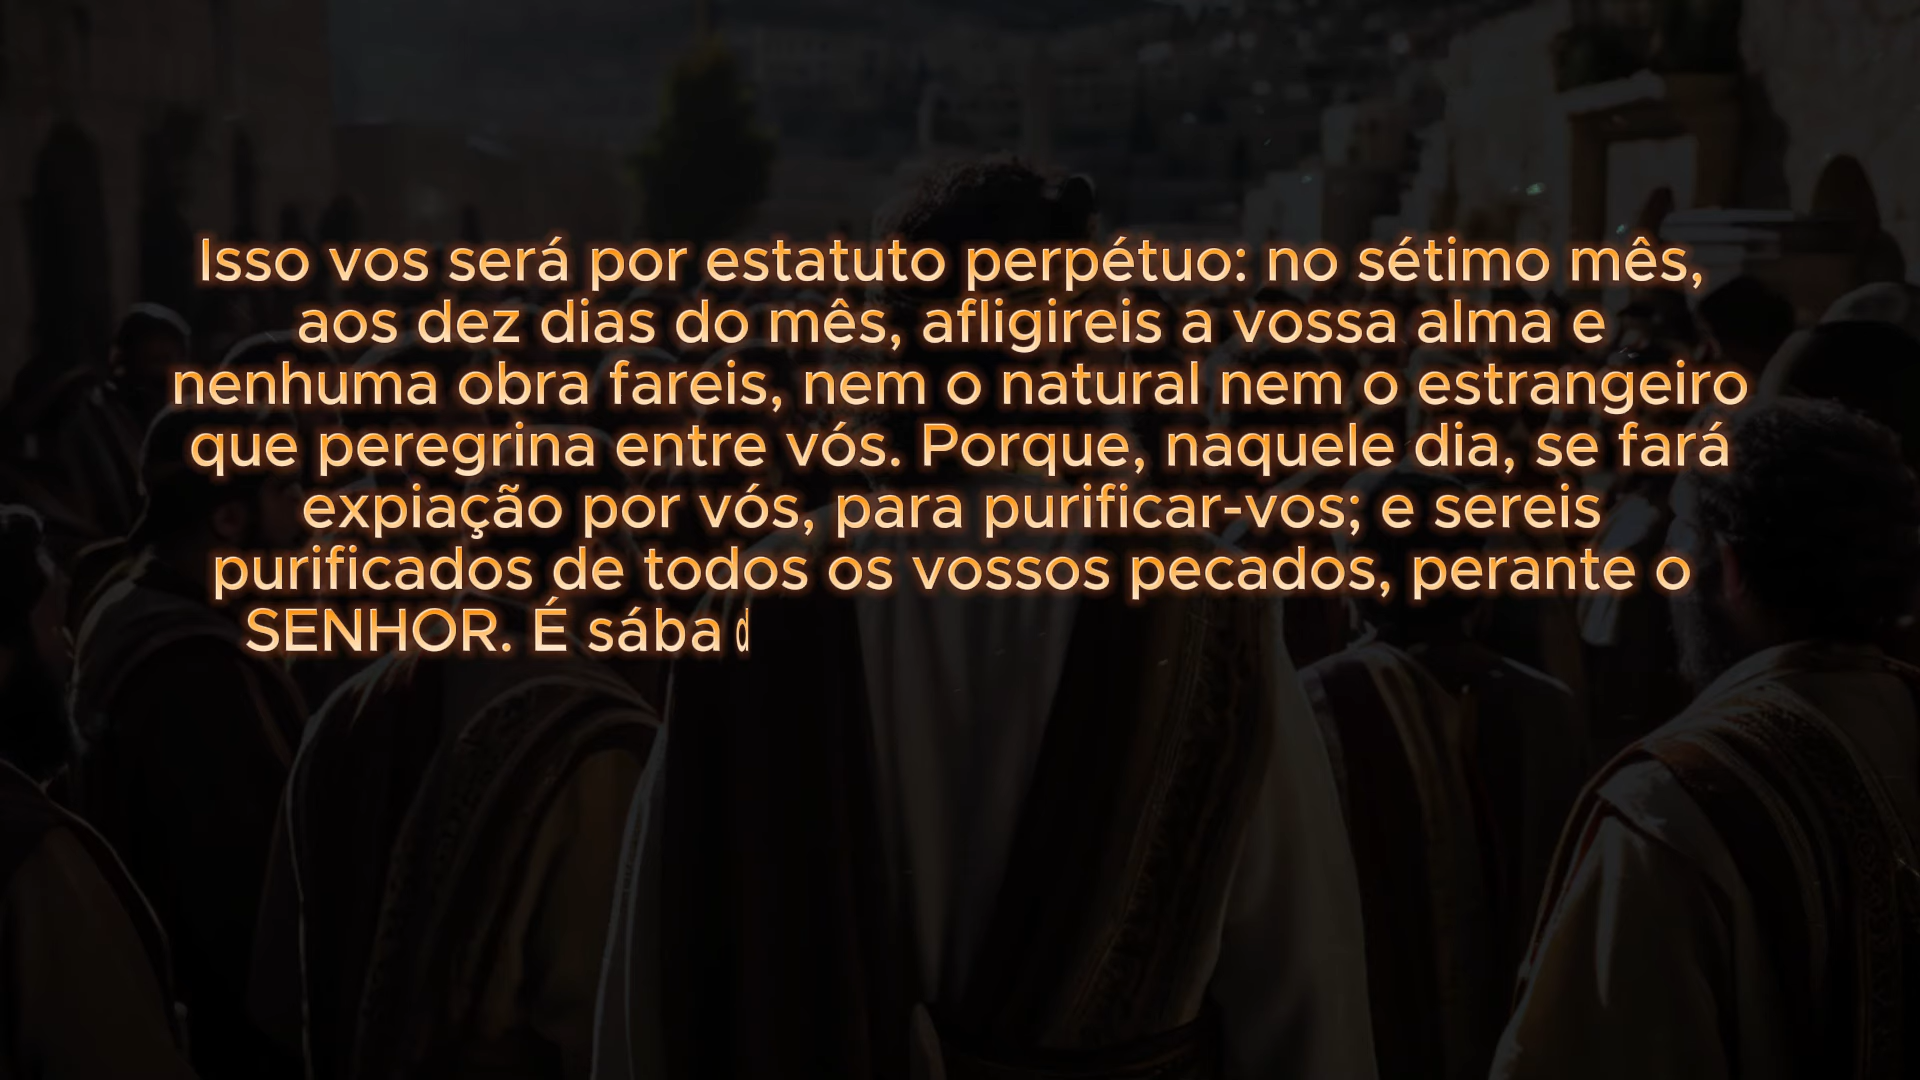 Isso vos será por estatuto perpétuo: no sétimo mês,
aos dez dias do mês, afligireis a vossa alma e
nenhuma obra fareis, nem o natural nem o estrangeiro
que peregrina entre vós. Porque, naquele dia, se fará
expiação por vós, para purificar-vos; e sereis
purificados de todos os vossos pecados, perante o
SENHOR. É sába d